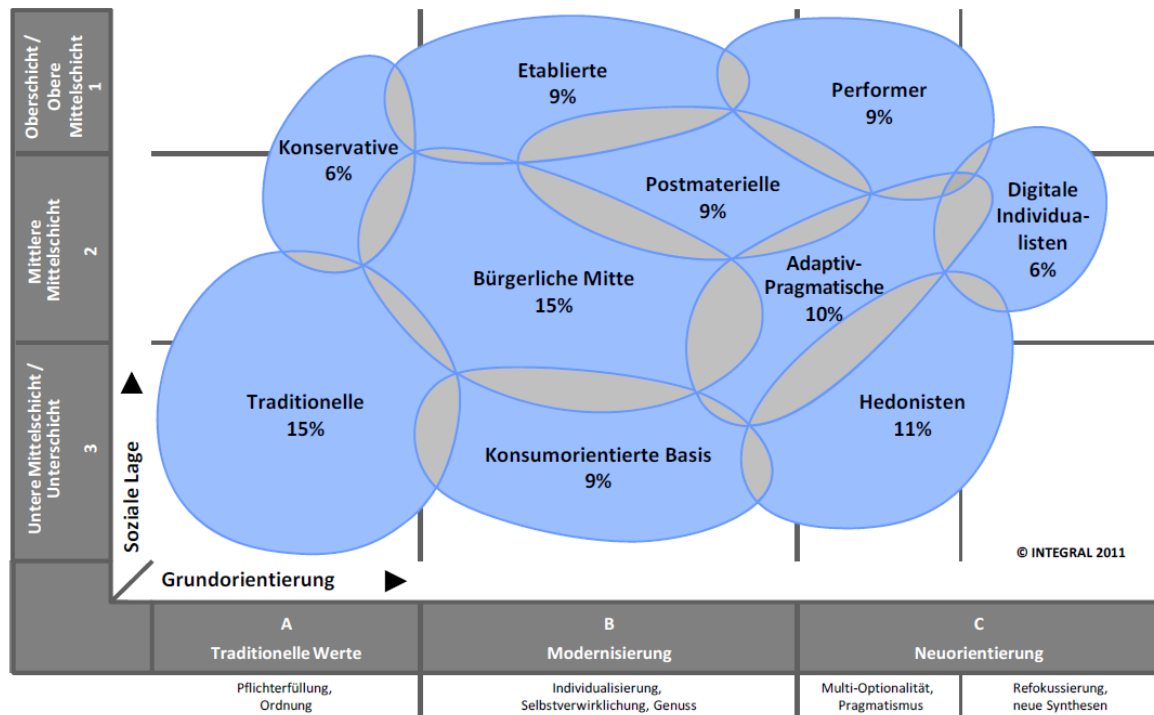 Oberschicht /
Obere
Mittelschicht
1
Mittlere
Mittelschicht
2
Untere Mittelschicht /
Unterschicht
3
Soziale Lage
Etablierte
9%
Performer
9%
Konservative
6%
Postmaterielle
9%
Digitale
Individua-
listen
6%
Bürgerliche Mitte
15%
Adaptiv-
Pragmatische
10%
Traditionelle
15%
Hedonisten
11%
Konsumorientierte Basis
9%
© INTEGRAL 2011
Grundorientierung
A
Traditionelle Werte
B
Modernisierung
C
Neuorientierung
Pflichterfüllung,
Ordnung
Individualisierung,
Selbstverwirklichung, Genuss
Multi-Optionalität,
Pragmatismus
Refokussierung,
neue Synthesen